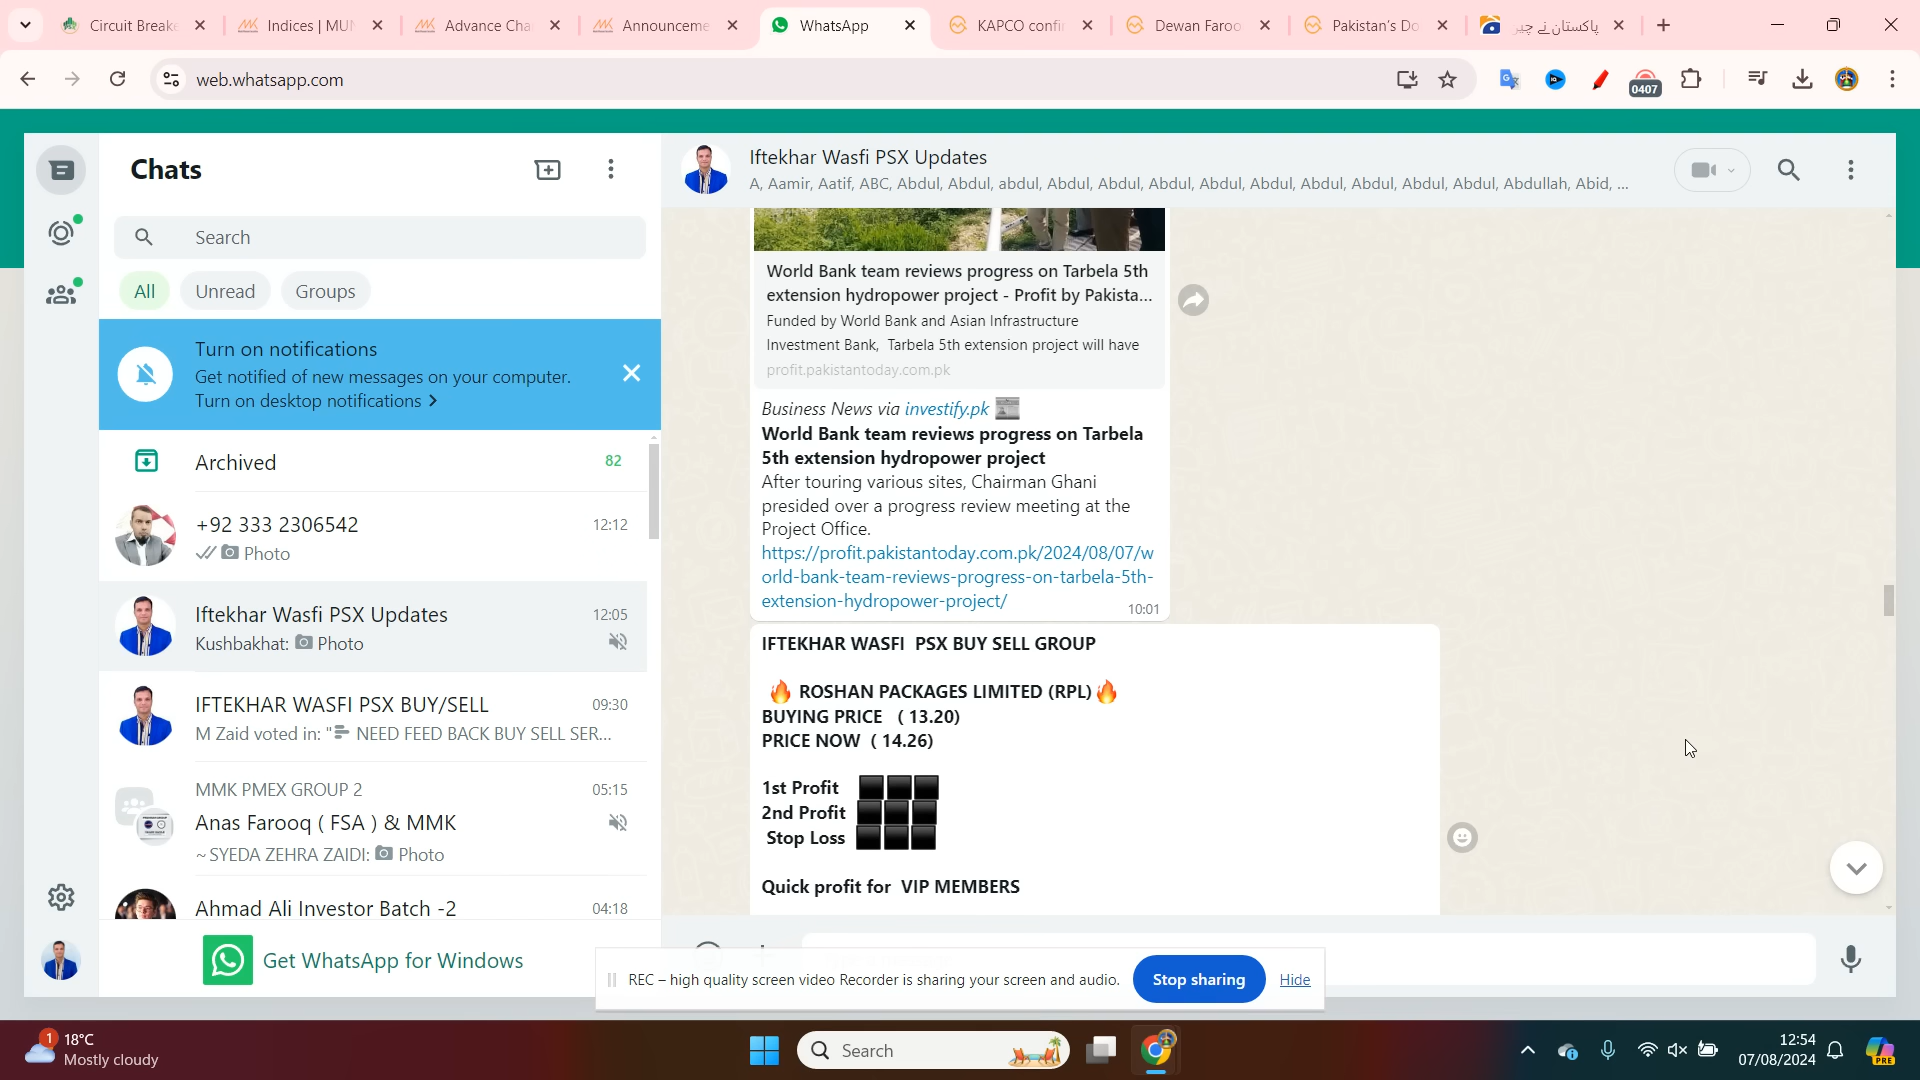 Circuit Breake
Indices | MUN
Advance Cha
Announceme
WhatsApp
KAPCO confir
Dewan Faroo
Pakistan's Do
پاکستان نے چیر
web.whatsapp.com
0407
Chats
Search
All
Unread
Groups
Turn on notifications
Get notified of new messages on your computer.
Turn on desktop notifications >
Archived
82
+92 333 2306542
12:12
Photo
Iftekhar Wasfi PSX Updates
12:05
Kushbakhat: Photo
IFTEKHAR WASFI PSX BUY/SELL
09:30
M Zaid voted in: " NEED FEED BACK BUY SELL SER...
MMK PMEX GROUP 2
05:15
Anas Farooq ( FSA ) & MMK
~ SYEDA ZEHRA ZAIDI: Photo
Ahmad Ali Investor Batch -2
04:18
Get WhatsApp for Windows
Iftekhar Wasfi PSX Updates
A, Aamir, Aatif, ABC, Abdul, Abdul, abdul, Abdul, Abdul, Abdul, Abdul, Abdul, Abdul, Abdul, Abdul, Abdul, Abdullah, Abid, ...
World Bank team reviews progress on Tarbela 5th
extension hydropower project - Profit by Pakista...
Funded by World Bank and Asian Infrastructure
Investment Bank, Tarbela 5th extension project will have
profit.pakistantoday.com.pk
Business News via investify.pk
World Bank team reviews progress on Tarbela
5th extension hydropower project
After touring various sites, Chairman Ghani
presided over a progress review meeting at the
Project Office.
https://profit.pakistantoday.com.pk/2024/08/07/w
orld-bank-team-reviews-progress-on-tarbela-5th-
extension-hydropower-project/
10:01
IFTEKHAR WASFI PSX BUY SELL GROUP
🔥 ROSHAN PACKAGES LIMITED (RPL)🔥
BUYING PRICE ( 13.20)
PRICE NOW ( 14.26)
1st Profit ⬛⬛⬛
2nd Profit ⬛⬛⬛
Stop Loss ⬛⬛⬛
Quick profit for VIP MEMBERS
REC – high quality screen video Recorder is sharing your screen and audio.
Stop sharing
Hide
1
18°C
Mostly cloudy
Search
12:54
07/08/2024
PRE